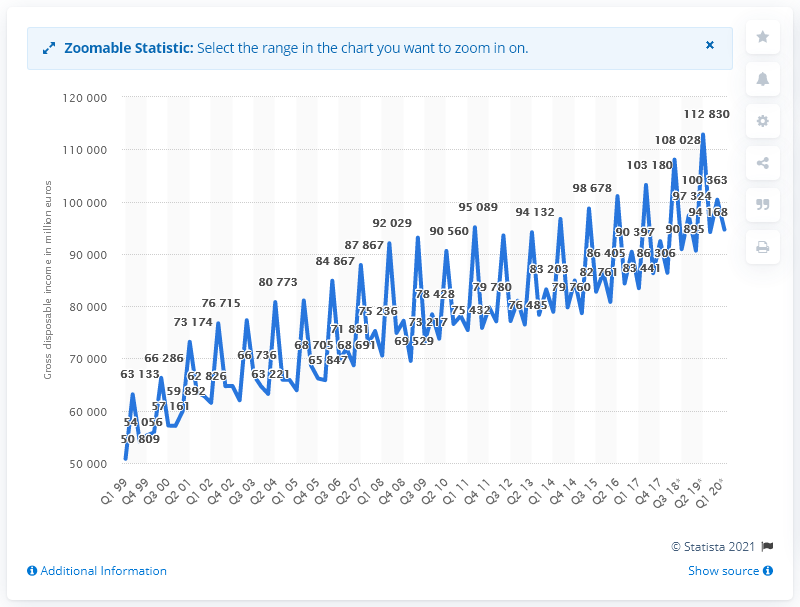 Zoomable Statistic: Select the range in the chart you want to zoom in on.
Gross disposable income in million euros
120 000
110 000
100 000
90 000
80 000
70 000
60 000
50 000
112 830
108 028
103 180
100 363
98 678
97 324
95 089
94 132
94 168
92 029
90 560
90 397
90 895
87 867
84 867
86 405
86 306
83 203
82 761
83 441
80 773
79 780
79 760
78 428
76 715
76 485
75 236
75 432
73 174
73 217
71 881
69 529
68 705
68 691
66 286
66 736
65 847
63 133
62 826
63 221
59 892
57 161
54 056
50 809
Q1 99
Q4 99
Q3 00
Q2 01
Q1 02
Q4 02
Q3 03
Q2 04
Q1 05
Q4 05
Q3 06
Q2 07
Q1 08
Q4 08
Q3 09
Q2 10
Q1 11
Q4 11
Q3 12
Q2 13
Q1 14
Q4 14
Q3 15
Q2 16
Q1 17
Q4 17
Q3 18*
Q2 19*
Q1 20*
© Statista 2021
Additional Information
Show source